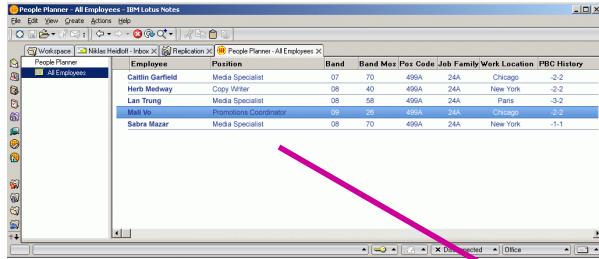 People Planner - All Employees - IBM Lotus Notes
File Edit View Create Actions Help
Workspace Niklas Heidloff - Inbox Replication People Planner - All Employees
People Planner
All Employees
Employee Position Band Band Mos Pos Code Job Family Work Location PBC History
Caitlin Garfield Media Specialist 07 70 499A 24A Chicago -2-2
Herb Medway Copy Writer 08 40 499A 24A New York -2-2
Lan Trung Media Specialist 08 58 499A 24A Paris -3-2
Mali Vo Promotions Coordinator 09 26 499A 24A Chicago -2-2
Sabra Mazar Media Specialist 08 70 499A 24A New York -1-1
Office